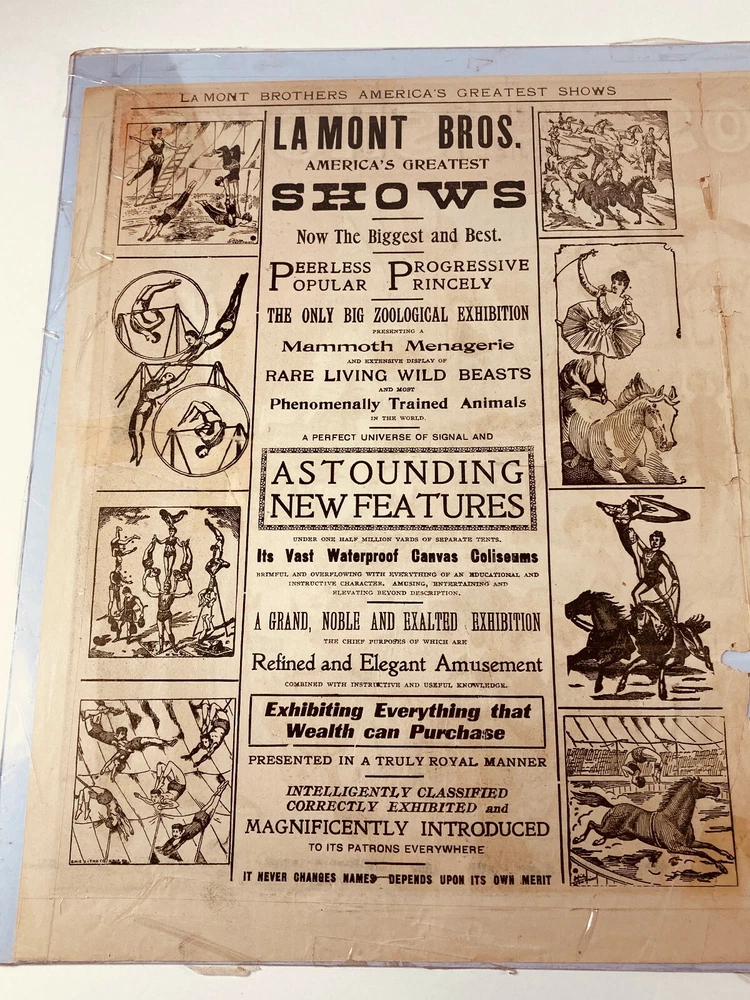 LA MONT BROTHERS AMERICA'S GREATEST SHOWS
LA MONT BROS.
AMERICA'S GREATEST
SHOWS
Now The Biggest and Best.
PEERLESS PROGRESSIVE
POPULAR PRINCELY
THE ONLY BIG ZOOLOGICAL EXHIBITION
PRESENTING A
Mammoth Menagerie
AND EXTENSIVE DISPLAY OF
RARE LIVING WILD BEASTS
AND MOST
Phenomenally Trained Animals
IN THE WORLD.
A PERFECT UNIVERSE OF SIGNAL AND
ASTOUNDING
NEW FEATURES
UNDER ONE HALF MILLION YARDS OF SEPARATE TENTS.
Its Vast Waterproof Canvas Coliseums
BRIMFUL AND OVERFLOWING WITH EVERYTHING OF AN EDUCATIONAL AND
INSTRUCTIVE CHARACTER, AMUSING, ENTERTAINING AND
ELEVATING BEYOND DESCRIPTION.
A GRAND, NOBLE AND EXALTED EXHIBITION
THE CHIEF PURPOSES OF WHICH ARE
Refined and Elegant Amusement
COMBINED WITH INSTRUCTIVE AND USEFUL KNOWLEDGE.
Exhibiting Everything that
Wealth can Purchase
PRESENTED IN A TRULY ROYAL MANNER
INTELLIGENTLY CLASSIFIED
CORRECTLY EXHIBITED and
MAGNIFICENTLY INTRODUCED
TO ITS PATRONS EVERYWHERE
IT NEVER CHANGES NAMES—DEPENDS UPON ITS OWN MERIT